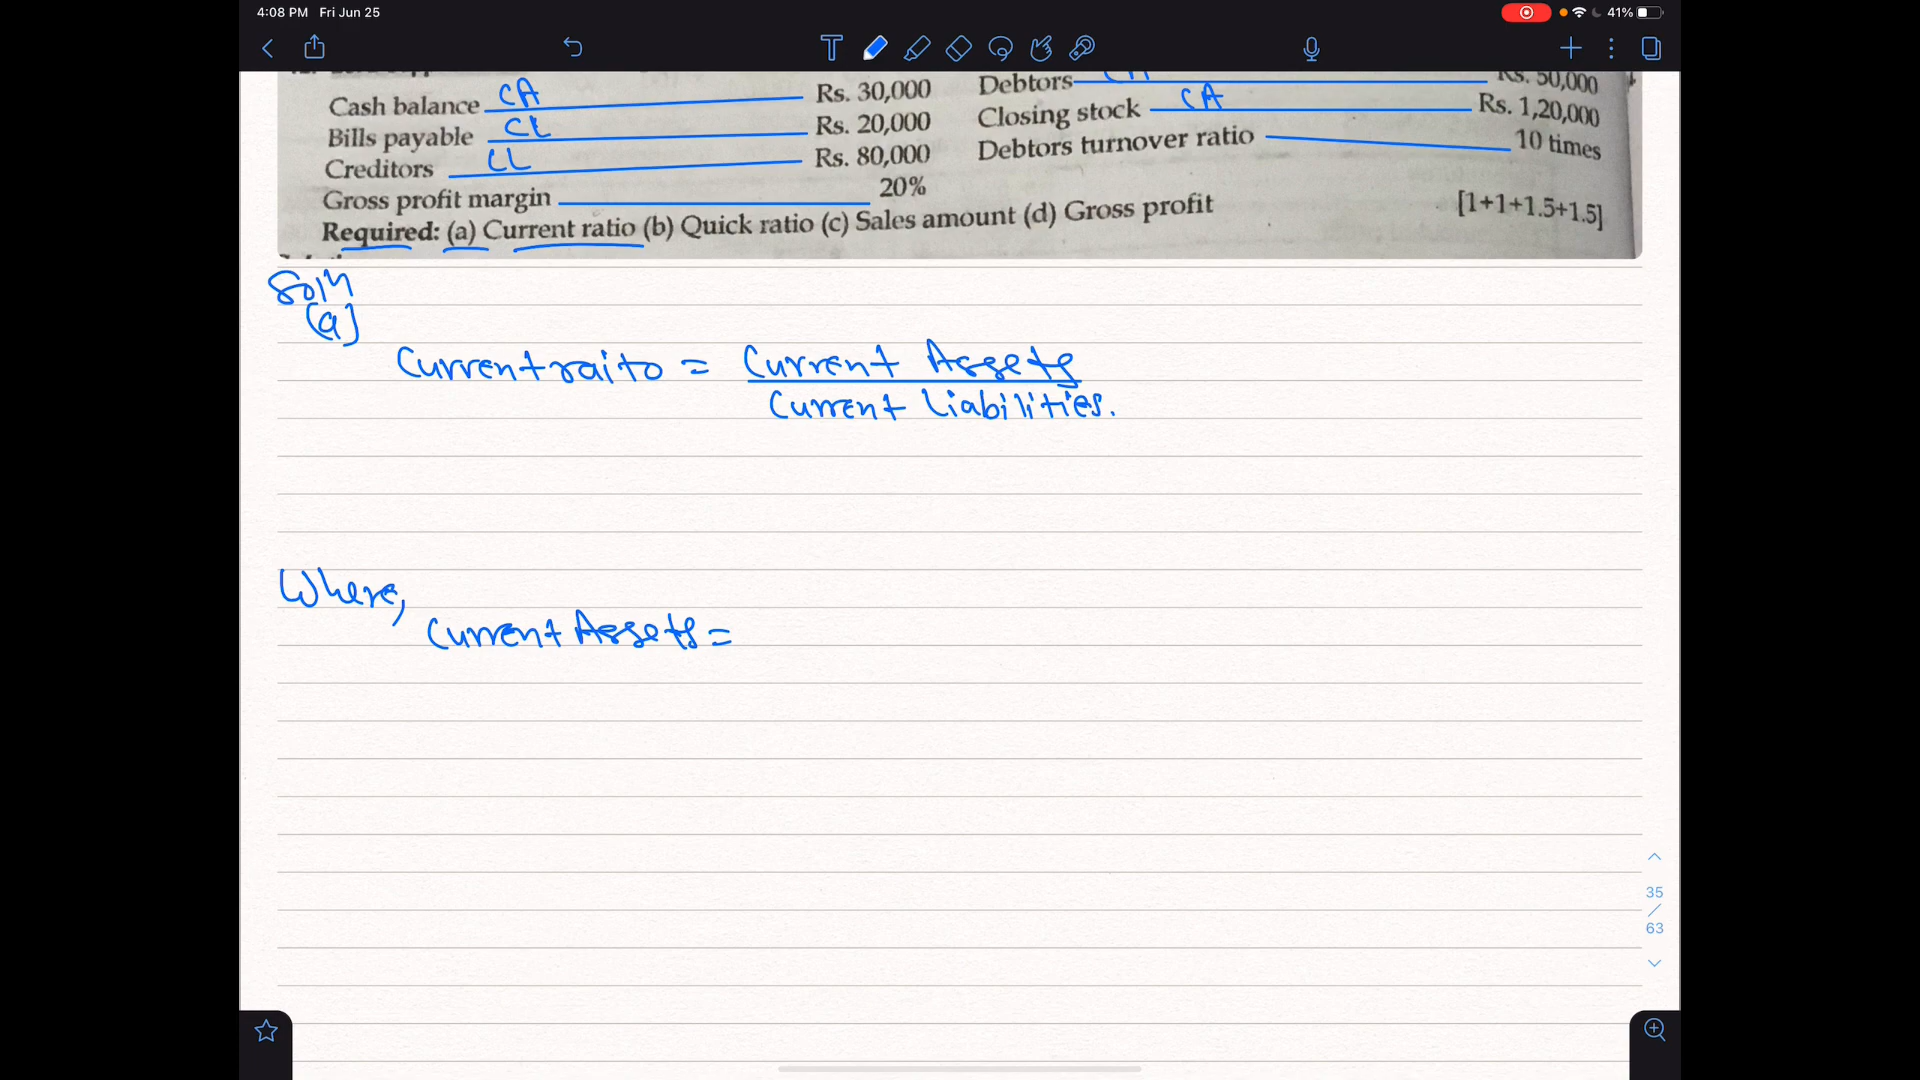 4:08 PM Fri Jun 25
41%
T
Cash balance CA Rs. 30,000 Debtors Rs. 50,000
Bills payable CL Rs. 20,000 Closing stock CA Rs. 1,20,000
Creditors CL Rs. 80,000 Debtors turnover ratio 10 times
Gross profit margin 20%
Required: (a) Current ratio (b) Quick ratio (c) Sales amount (d) Gross profit [1+1+1.5+1.5]
Soln
(a)
Current raito = Current Assets
Current Liabilities.
Where,
Current Assets =
35
/
63